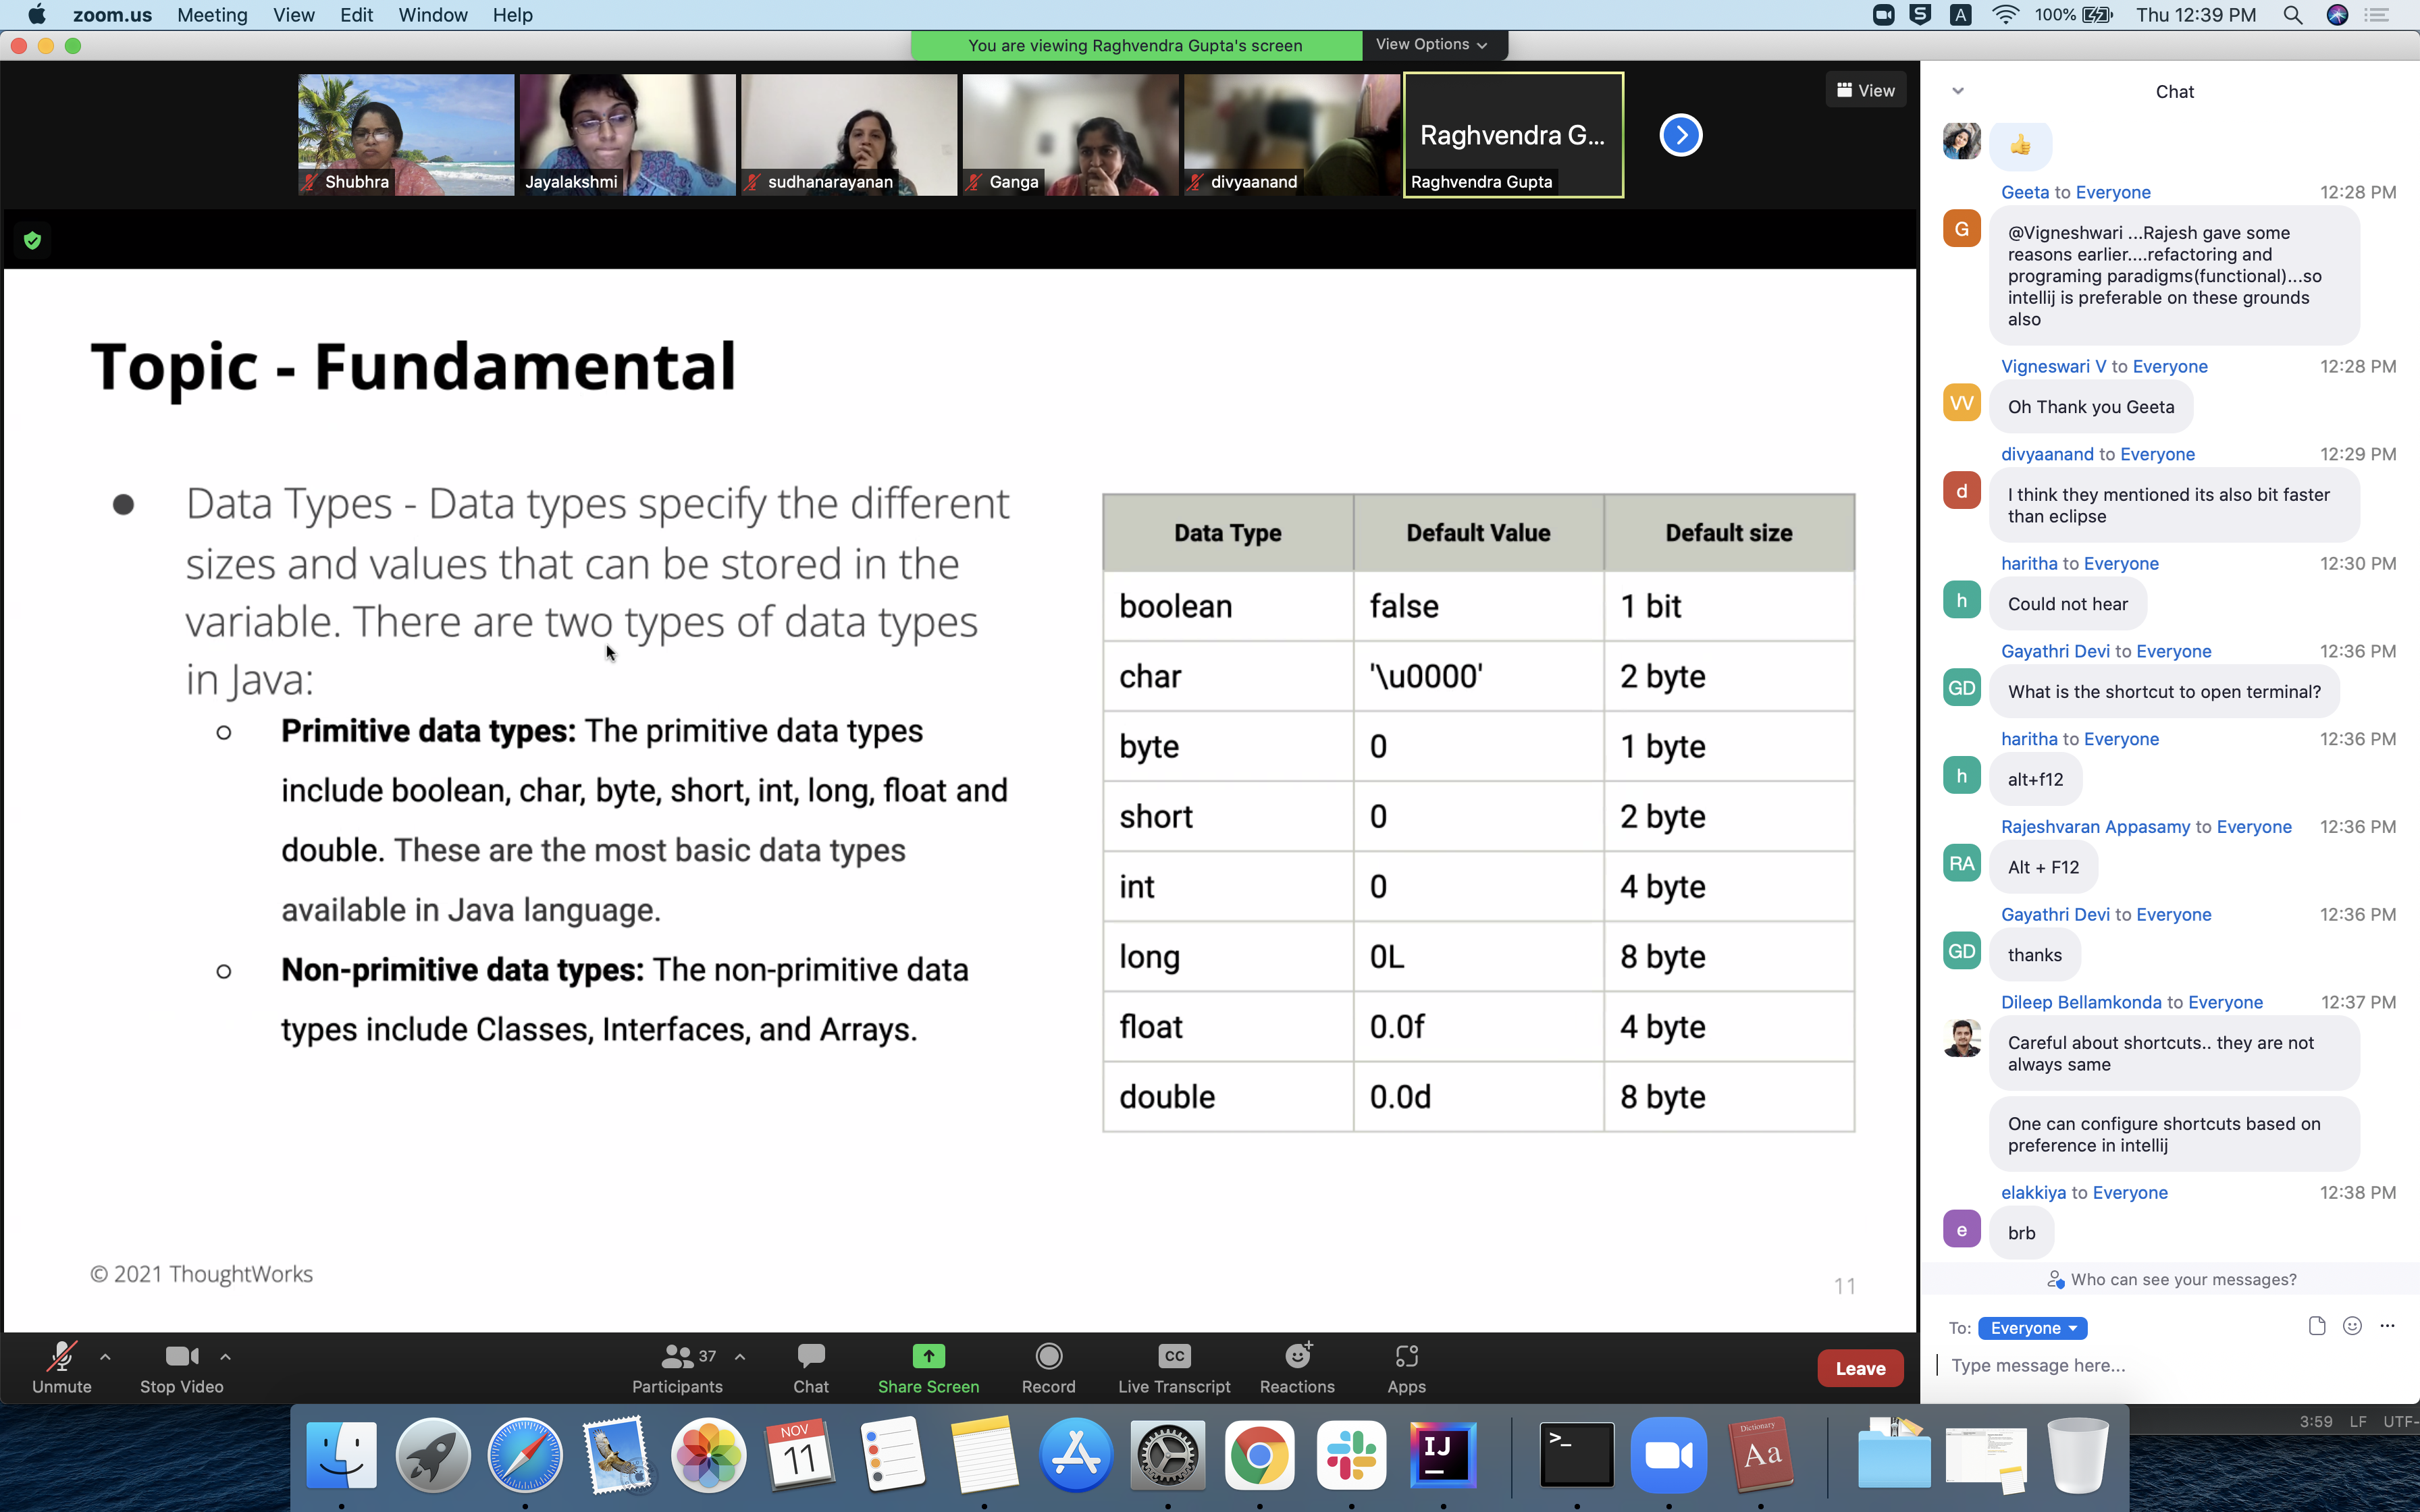 zoom.us Meeting View Edit Window Help
A 100% Thu 12:39 PM
You are viewing Raghvendra Gupta's screen View Options
Shubhra
Jayalakshmi
sudhanarayanan
Ganga
divyaanand
Raghvendra G...
Raghvendra Gupta
View
Topic - Fundamental
Data Types - Data types specify the different
sizes and values that can be stored in the
variable. There are two types of data types
in Java:
Primitive data types: The primitive data types
include boolean, char, byte, short, int, long, float and
double. These are the most basic data types
available in Java language.
Non-primitive data types: The non-primitive data
types include Classes, Interfaces, and Arrays.
Data Type Default Value Default size
boolean false 1 bit
char '\u0000' 2 byte
byte 0 1 byte
short 0 2 byte
int 0 4 byte
long 0L 8 byte
float 0.0f 4 byte
double 0.0d 8 byte
© 2021 ThoughtWorks
11
Chat
👍
Geeta to Everyone 12:28 PM
G
@Vigneshwari ...Rajesh gave some
reasons earlier....refactoring and
programing paradigms(functional)...so
intellij is preferable on these grounds
also
Vigneswari V to Everyone 12:28 PM
VV
Oh Thank you Geeta
divyaanand to Everyone 12:29 PM
d
I think they mentioned its also bit faster
than eclipse
haritha to Everyone 12:30 PM
h
Could not hear
Gayathri Devi to Everyone 12:36 PM
GD
What is the shortcut to open terminal?
haritha to Everyone 12:36 PM
h
alt+f12
Rajeshvaran Appasamy to Everyone 12:36 PM
RA
Alt + F12
Gayathri Devi to Everyone 12:36 PM
GD
thanks
Dileep Bellamkonda to Everyone 12:37 PM
Careful about shortcuts.. they are not
always same
One can configure shortcuts based on
preference in intellij
elakkiya to Everyone 12:38 PM
e
brb
Who can see your messages?
To: Everyone
Type message here...
Unmute
Stop Video
37
Participants
Chat
Share Screen
Record
CC
Live Transcript
Reactions
Apps
Leave
3:59 LF UTF-
NOV
11
IJ
>_
Dictionary
Aa